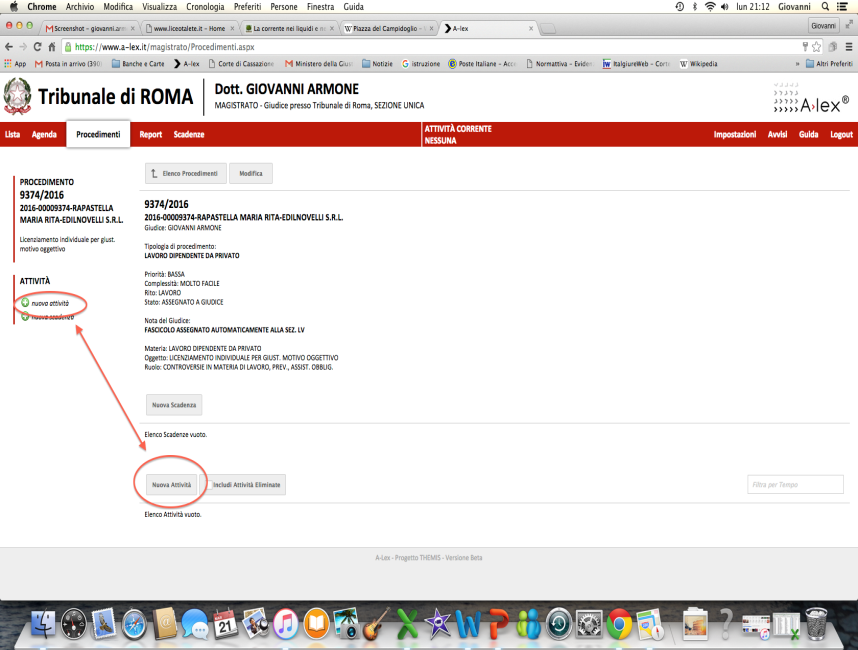 Chrome Archivio Modifica Visualizza Cronologia Preferiti Persone Finestra Guida lun 21:12 Giovanni
Screenshot – giovanni.arm × www.liceotalete.it – Home × La corrente nei liquidi e ne × Piazza del Campidoglio – × A-lex × Giovanni
https://www.a-lex.it/magistrato/Procedimenti.aspx
App Posta in arrivo (390) Banche e Carte A-lex Corte di Cassazione Ministero della Gius Notizie istruzione Poste Italiane – Acc Normattiva – Eviden ItalgiureWeb – Corte Wikipedia » Altri Preferiti
Tribunale di ROMA
Dott. GIOVANNI ARMONE
MAGISTRATO - Giudice presso Tribunale di Roma, SEZIONE UNICA
A›lex®
Lista Agenda Procedimenti Report Scadenze
ATTIVITÀ CORRENTE
NESSUNA
Impostazioni Avvisi Guida Logout
PROCEDIMENTO
9374/2016
2016-00009374-RAPASTELLA
MARIA RITA-EDILNOVELLI S.R.L.
Licenziamento individuale per giust.
motivo oggettivo
ATTIVITÀ
nuova attività
nuova scadenza
Elenco Procedimenti Modifica
9374/2016
2016-00009374-RAPASTELLA MARIA RITA-EDILNOVELLI S.R.L.
Giudice: GIOVANNI ARMONE
Tipologia di procedimento:
LAVORO DIPENDENTE DA PRIVATO
Priorità: BASSA
Complessità: MOLTO FACILE
Rito: LAVORO
Stato: ASSEGNATO A GIUDICE
Nota del Giudice:
FASCICOLO ASSEGNATO AUTOMATICAMENTE ALLA SEZ. LV
Materia: LAVORO DIPENDENTE DA PRIVATO
Oggetto: LICENZIAMENTO INDIVIDUALE PER GIUST. MOTIVO OGGETTIVO
Ruolo: CONTROVERSIE IN MATERIA DI LAVORO, PREV., ASSIST. OBBLIG.
Nuova Scadenza
Elenco Scadenze vuoto.
Nuova Attività Includi Attività Eliminate Filtra per Tempo
Elenco Attività vuoto.
A-Lex - Progetto THEMIS - Versione Beta
21